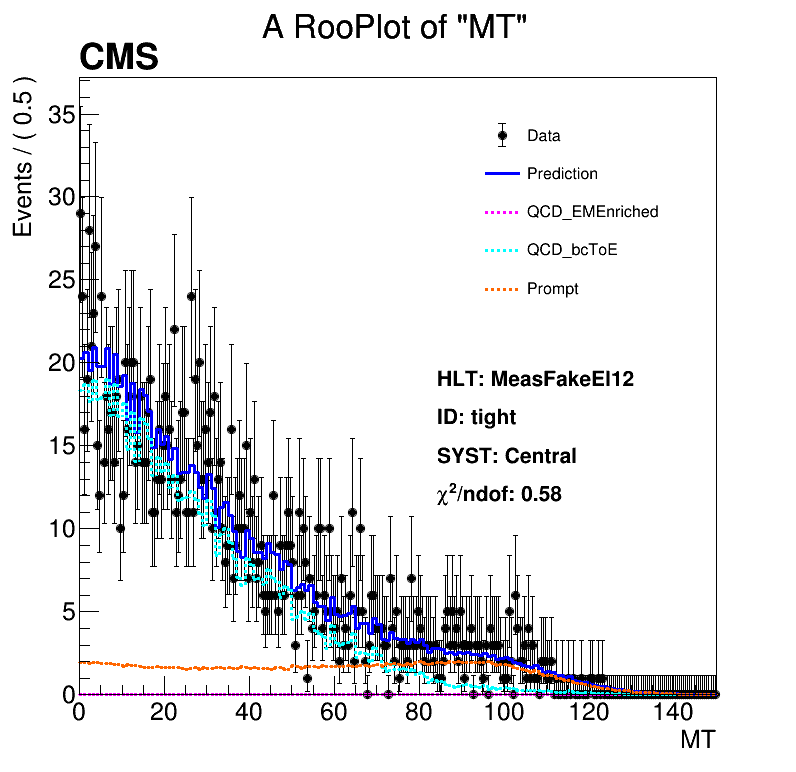 A RooPlot of "MT"
CMS
Events / ( 0.5 )
35
30
25
20
15
10
5
0
Data
Prediction
QCD_EMEnriched
QCD_bcToE
Prompt
HLT: MeasFakeEl12
ID: tight
SYST: Central
χ²/ndof: 0.58
0 20 40 60 80 100 120 140
MT